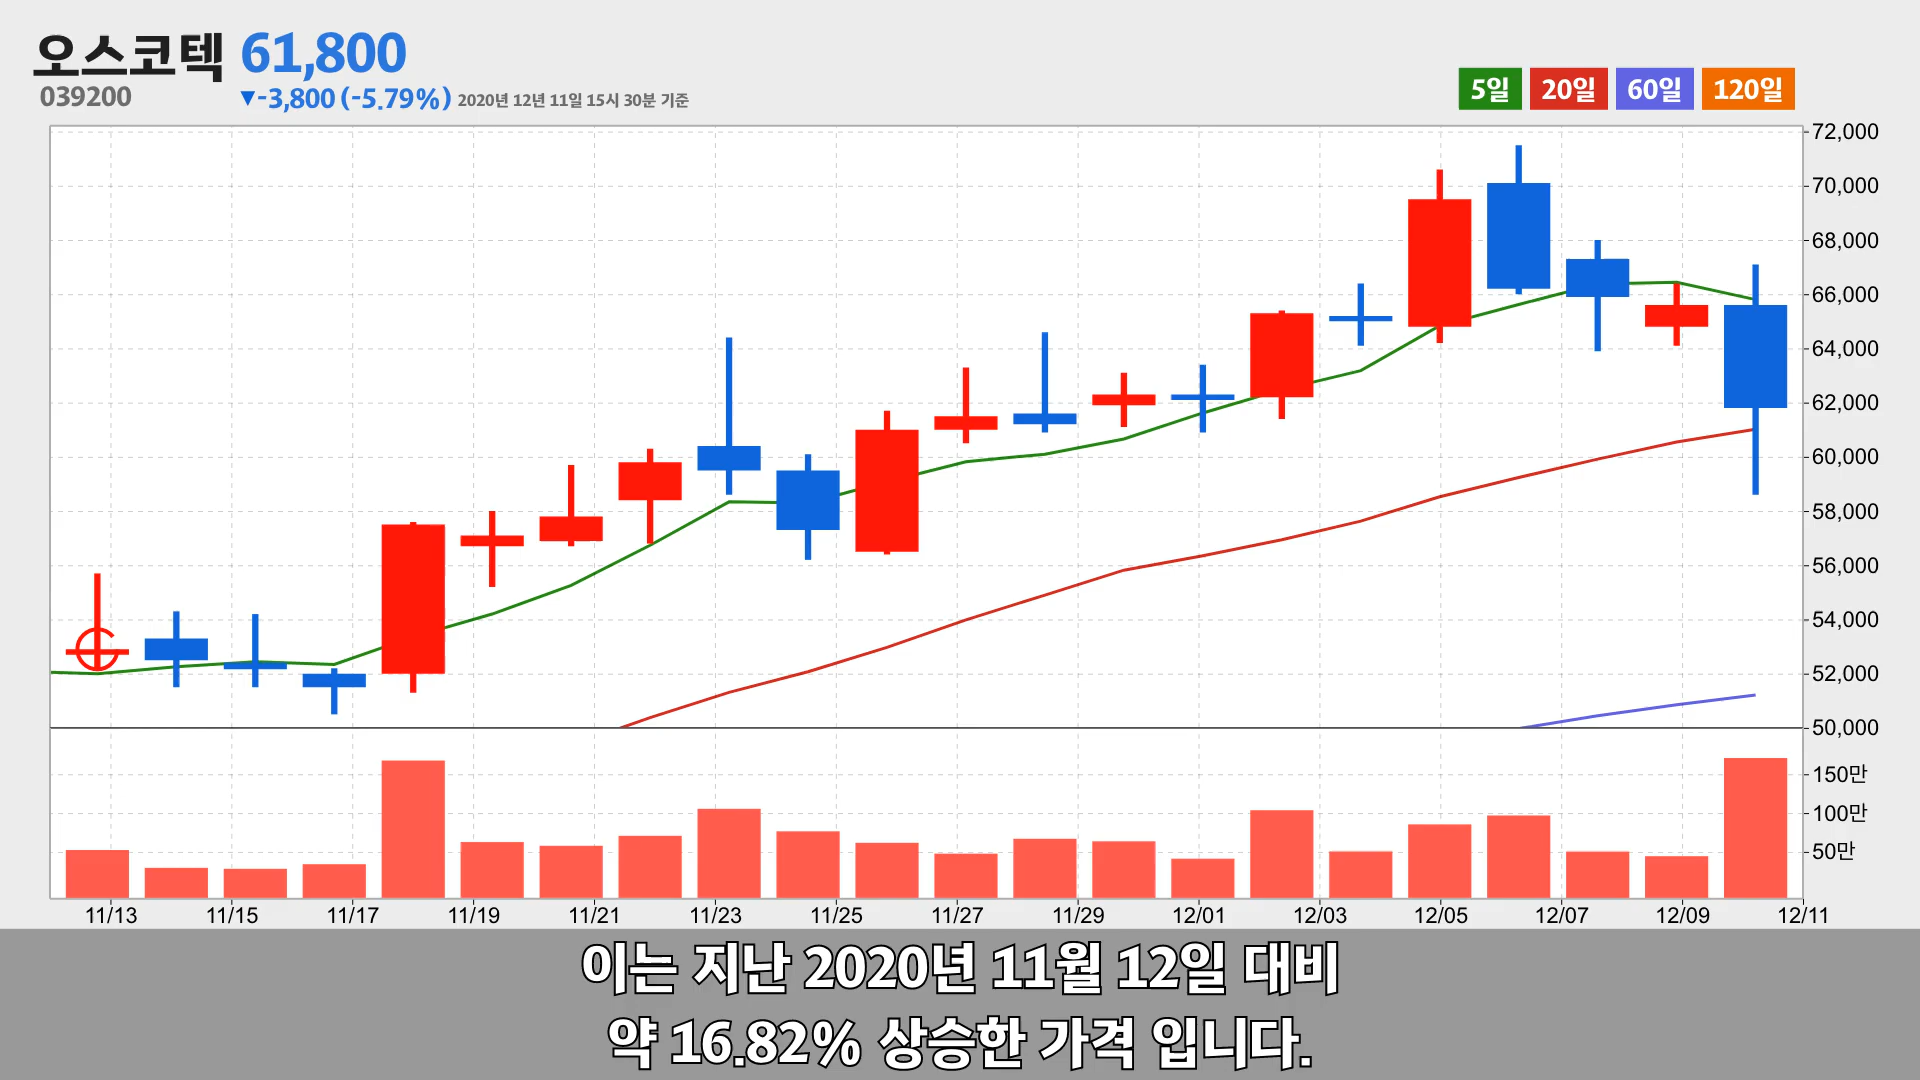 오스코텍 61,800
039200
▼-3,800 (-5.79%) 2020년 12년 11일 15시 30분 기준
5일 20일 60일 120일
72,000
70,000
68,000
66,000
64,000
62,000
60,000
58,000
56,000
54,000
52,000
50,000
150만
100만
50만
11/13 11/15 11/17 11/19 11/21 11/23 11/25 11/27 11/29 12/01 12/03 12/05 12/07 12/09 12/11
이는 지난 2020년 11월 12일 대비
약 16.82% 상승한 가격 입니다.